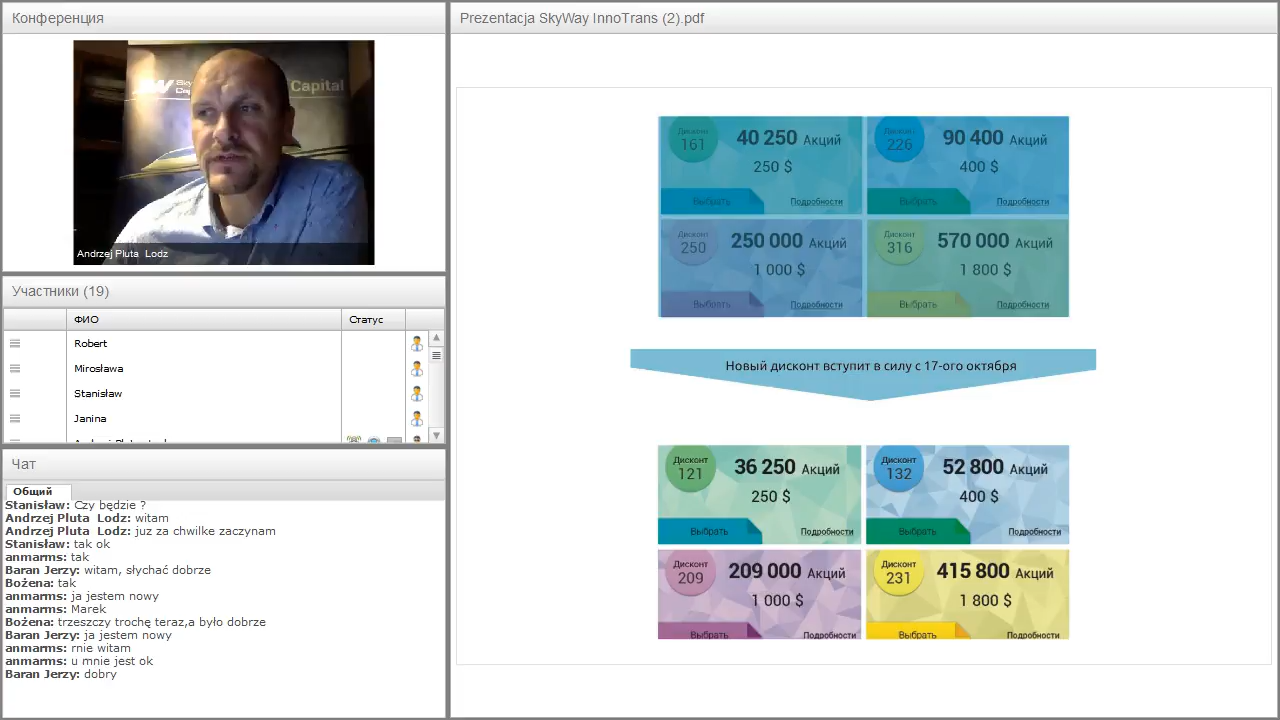 Конференция
Sky
Cap
Capital
Andrzej Pluta Lodz
Участники (19)
ФИО
Статус
Robert
Mirosława
Stanisław
Janina
Чат
Общий
Stanisław: Czy będzie ?
Andrzej Pluta Lodz: witam
Andrzej Pluta Lodz: juz za chwilke zaczynam
Stanisław: tak ok
anmarms: tak
Baran Jerzy: witam, słychać dobrze
Bożena: tak
anmarms: ja jestem nowy
anmarms: Marek
Bożena: trzeszczy trochę teraz,a było dobrze
Baran Jerzy: ja jestem nowy
anmarms: rnie witam
anmarms: u mnie jest ok
Baran Jerzy: dobry
Prezentacja SkyWay InnoTrans (2).pdf
Дисконт
161
40 250 Акций
250 $
Выбрать
Подробности
Дисконт
226
90 400 Акций
400 $
Выбрать
Подробности
Дисконт
250
250 000 Акций
1 000 $
Выбрать
Подробности
Дисконт
316
570 000 Акций
1 800 $
Выбрать
Подробности
Новый дисконт вступит в силу с 17-ого октября
Дисконт
121
36 250 Акций
250 $
Выбрать
Подробности
Дисконт
132
52 800 Акций
400 $
Выбрать
Подробности
Дисконт
209
209 000 Акций
1 000 $
Выбрать
Подробности
Дисконт
231
415 800 Акций
1 800 $
Выбрать
Подробности